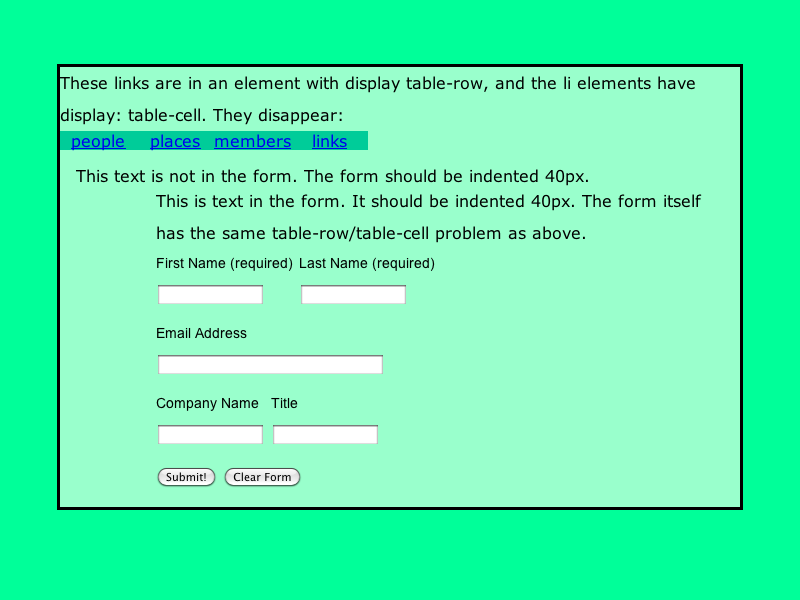 These links are in an element with display table-row, and the li elements have
display: table-cell. They disappear:
people places members links
This text is not in the form. The form should be indented 40px.
This is text in the form. It should be indented 40px. The form itself
has the same table-row/table-cell problem as above.
First Name (required) Last Name (required)
Email Address
Company Name Title
Submit! Clear Form